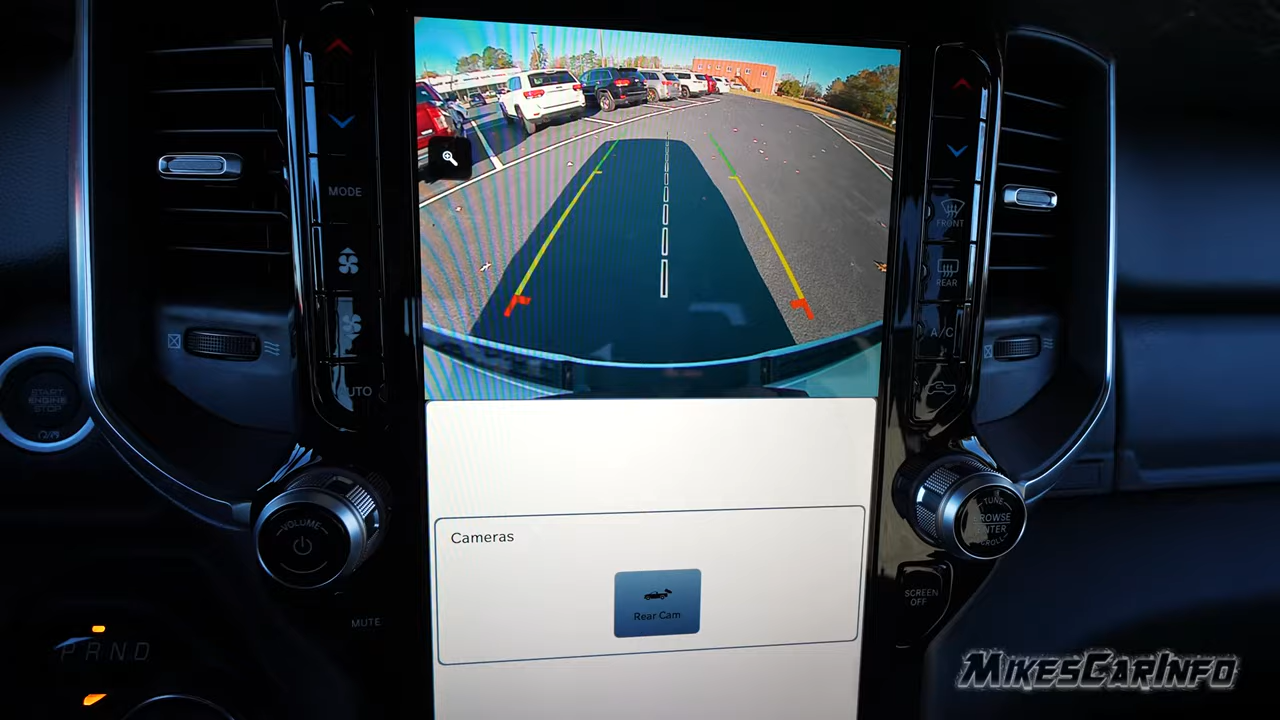 MODE
AUTO
START
ENGINE
STOP
VOLUME
MUTE
PRND
Cameras
Rear Cam
FRONT
REAR
A/C
TUNE
BROWSE
ENTER
SCROLL
SCREEN
OFF
MIKESCARINFO